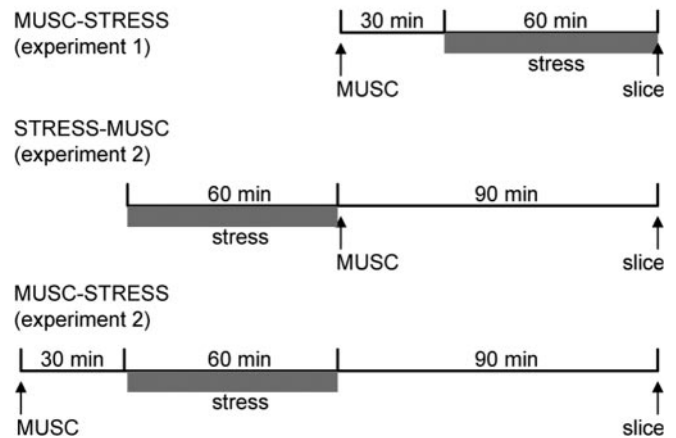 MUSC-STRESS
(experiment 1)
30 min 60 min
stress
MUSC slice
STRESS-MUSC
(experiment 2)
60 min 90 min
stress
MUSC slice
MUSC-STRESS
(experiment 2)
30 min 60 min 90 min
stress
MUSC slice